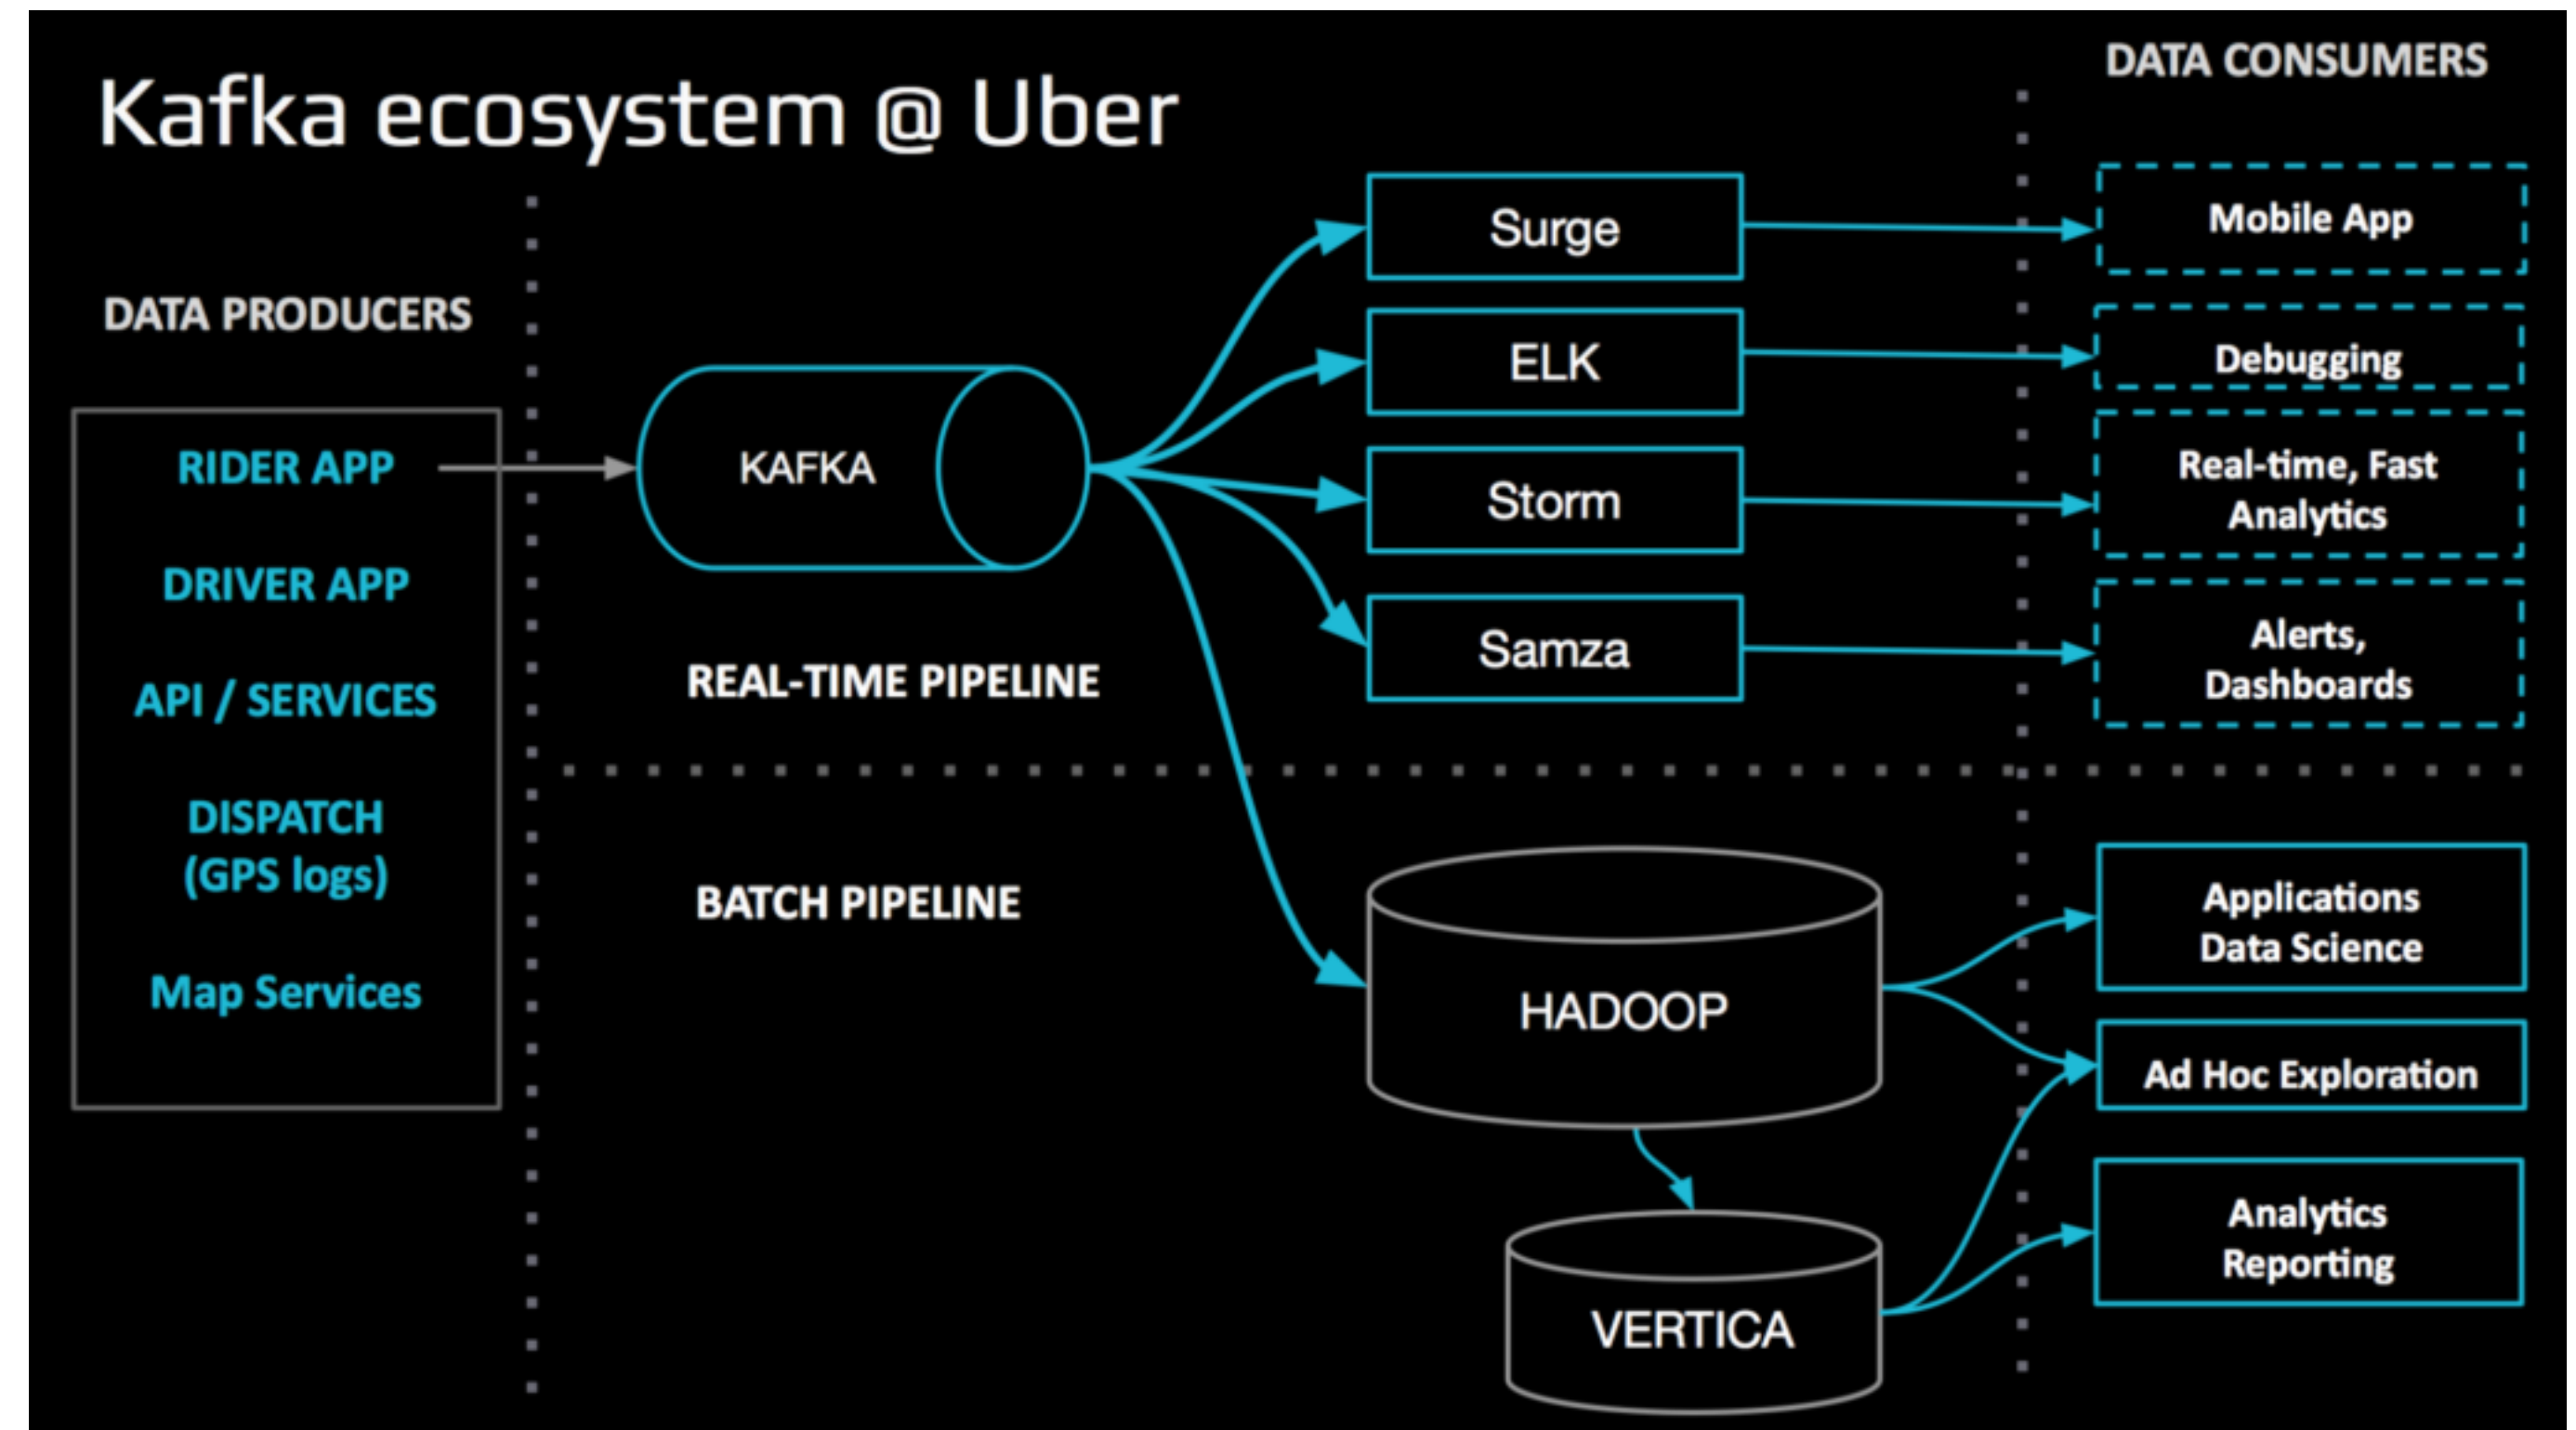 Kafka ecosystem @ Uber
DATA PRODUCERS
RIDER APP
DRIVER APP
API / SERVICES
DISPATCH
(GPS logs)
Map Services
KAFKA
REAL-TIME PIPELINE
BATCH PIPELINE
Surge
ELK
Storm
Samza
HADOOP
VERTICA
DATA CONSUMERS
Mobile App
Debugging
Real-time, Fast
Analytics
Alerts,
Dashboards
Applications
Data Science
Ad Hoc Exploration
Analytics
Reporting